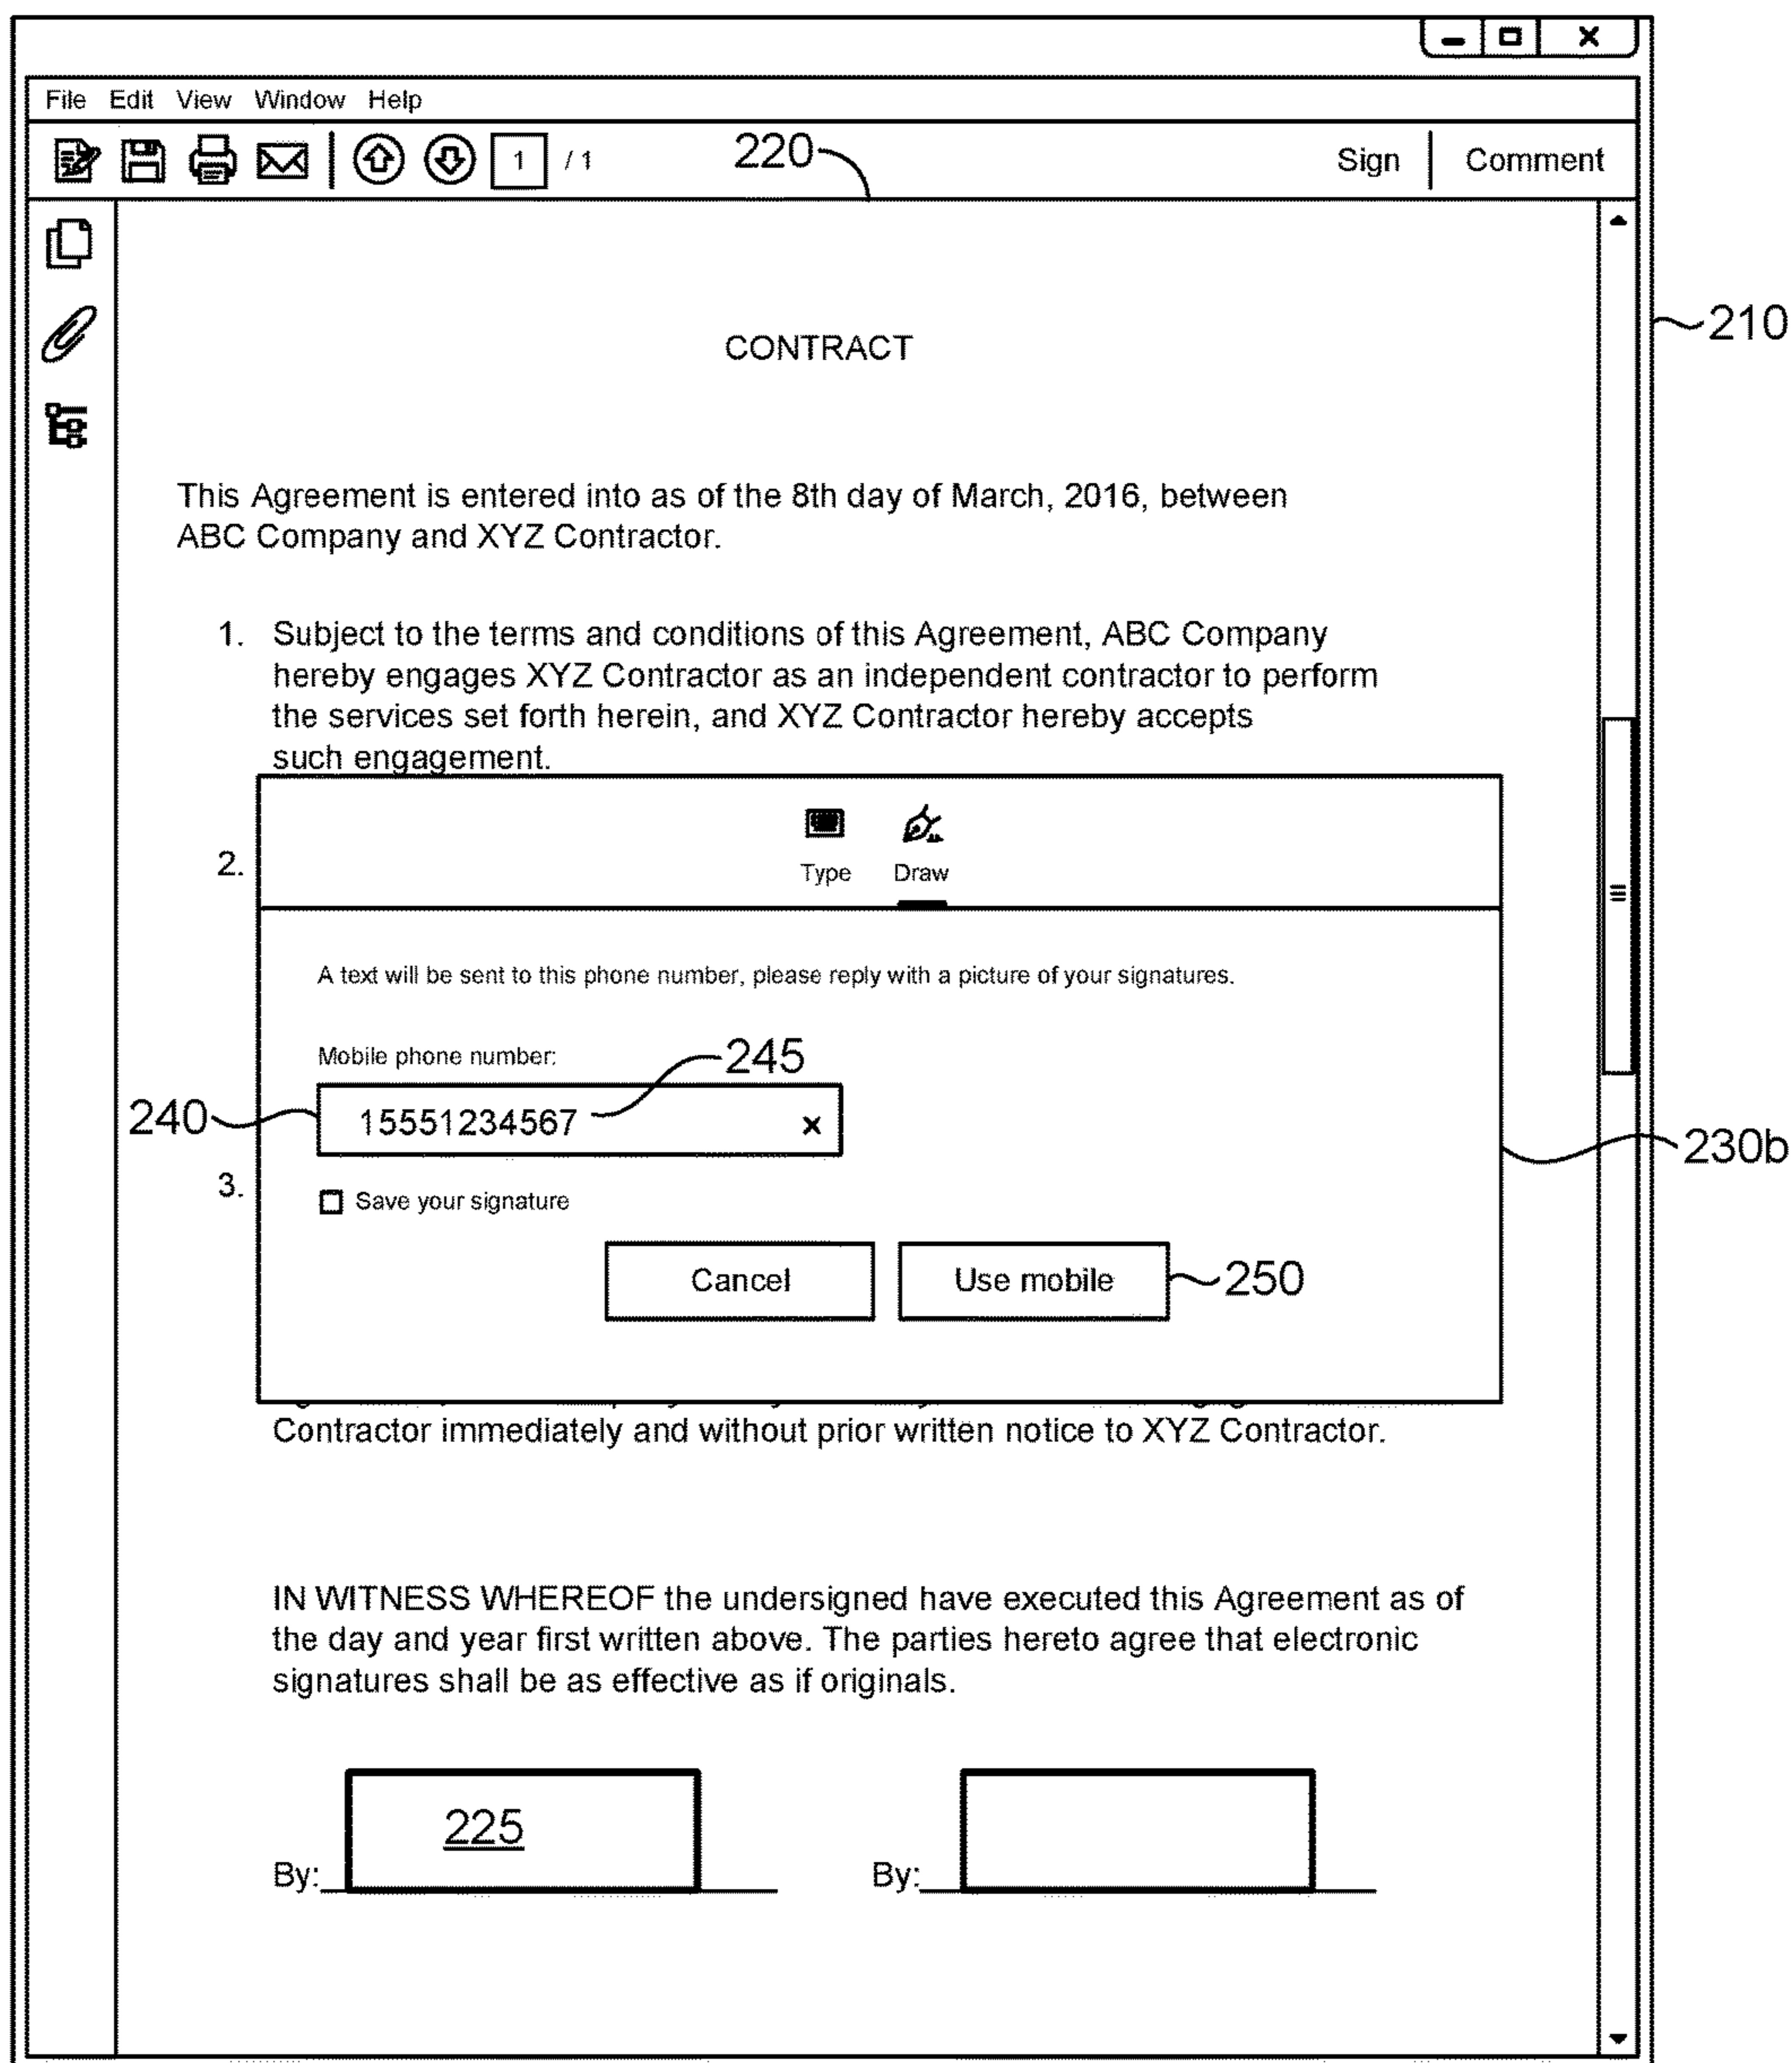 File Edit View Window Help
1 / 1
220
Sign
Comment
210
CONTRACT
This Agreement is entered into as of the 8th day of March, 2016, between
ABC Company and XYZ Contractor.
1. Subject to the terms and conditions of this Agreement, ABC Company
hereby engages XYZ Contractor as an independent contractor to perform
the services set forth herein, and XYZ Contractor hereby accepts
such engagement.
2.
Type Draw
A text will be sent to this phone number, please reply with a picture of your signatures.
Mobile phone number:
245
240
15551234567 x
230b
3.
Save your signature
Cancel
Use mobile
250
Contractor immediately and without prior written notice to XYZ Contractor.
IN WITNESS WHEREOF the undersigned have executed this Agreement as of
the day and year first written above. The parties hereto agree that electronic
signatures shall be as effective as if originals.
225
By:
By: